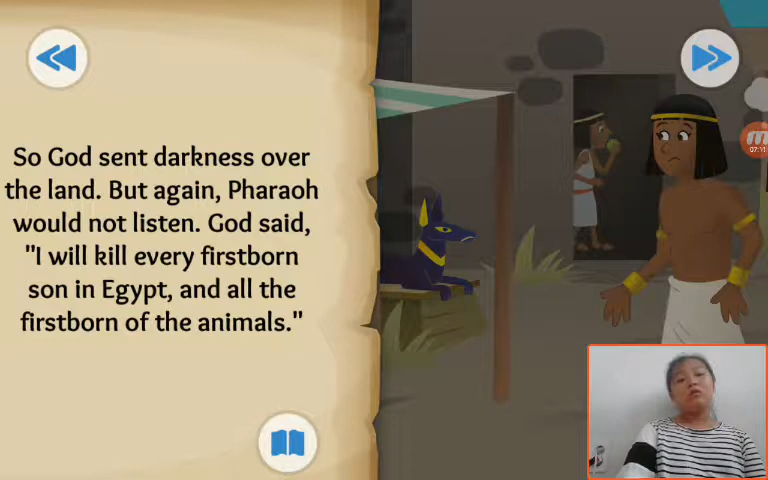 So God sent darkness over
the land. But again, Pharaoh
would not listen. God said,
"I will kill every firstborn
son in Egypt, and all the
firstborn of the animals."